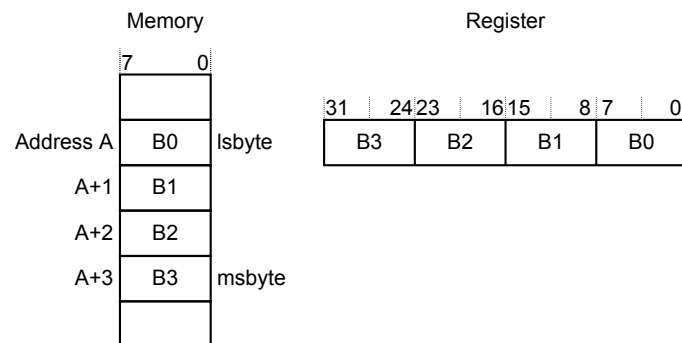 Memory
Register
7 0
31 24 23 16 15 8 7 0
Address A B0 lsbyte
B3 B2 B1 B0
A+1 B1
A+2 B2
A+3 B3 msbyte